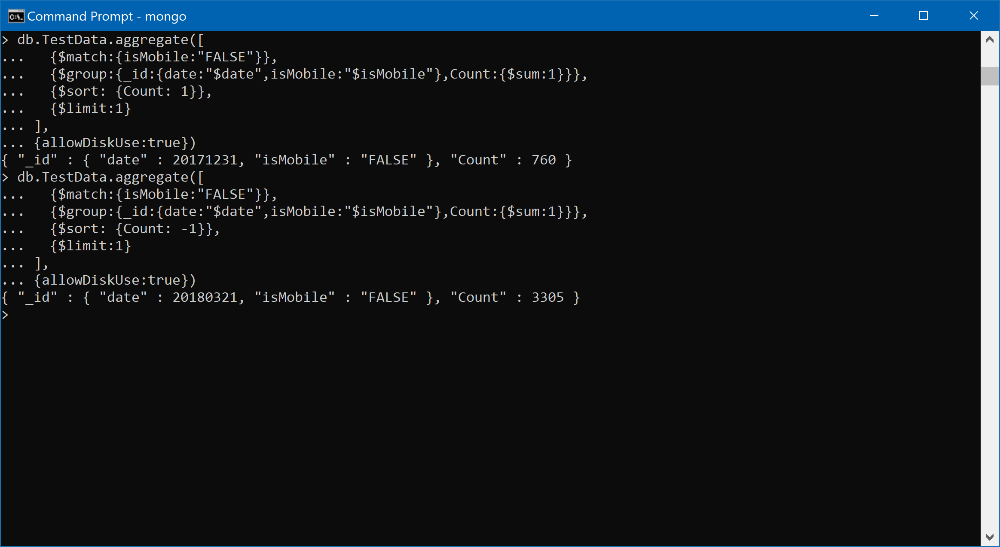 Command Prompt - mongo
> db.TestData.aggregate([
...   {$match:{isMobile:"FALSE"}},
...   {$group:{_id:{date:"$date",isMobile:"$isMobile"},Count:{$sum:1}}},
...   {$sort: {Count: 1}},
...   {$limit:1}
... ],
... {allowDiskUse:true})
{ "_id" : { "date" : 20171231, "isMobile" : "FALSE" }, "Count" : 760 }
> db.TestData.aggregate([
...   {$match:{isMobile:"FALSE"}},
...   {$group:{_id:{date:"$date",isMobile:"$isMobile"},Count:{$sum:1}}},
...   {$sort: {Count: -1}},
...   {$limit:1}
... ],
... {allowDiskUse:true})
{ "_id" : { "date" : 20180321, "isMobile" : "FALSE" }, "Count" : 3305 }
>